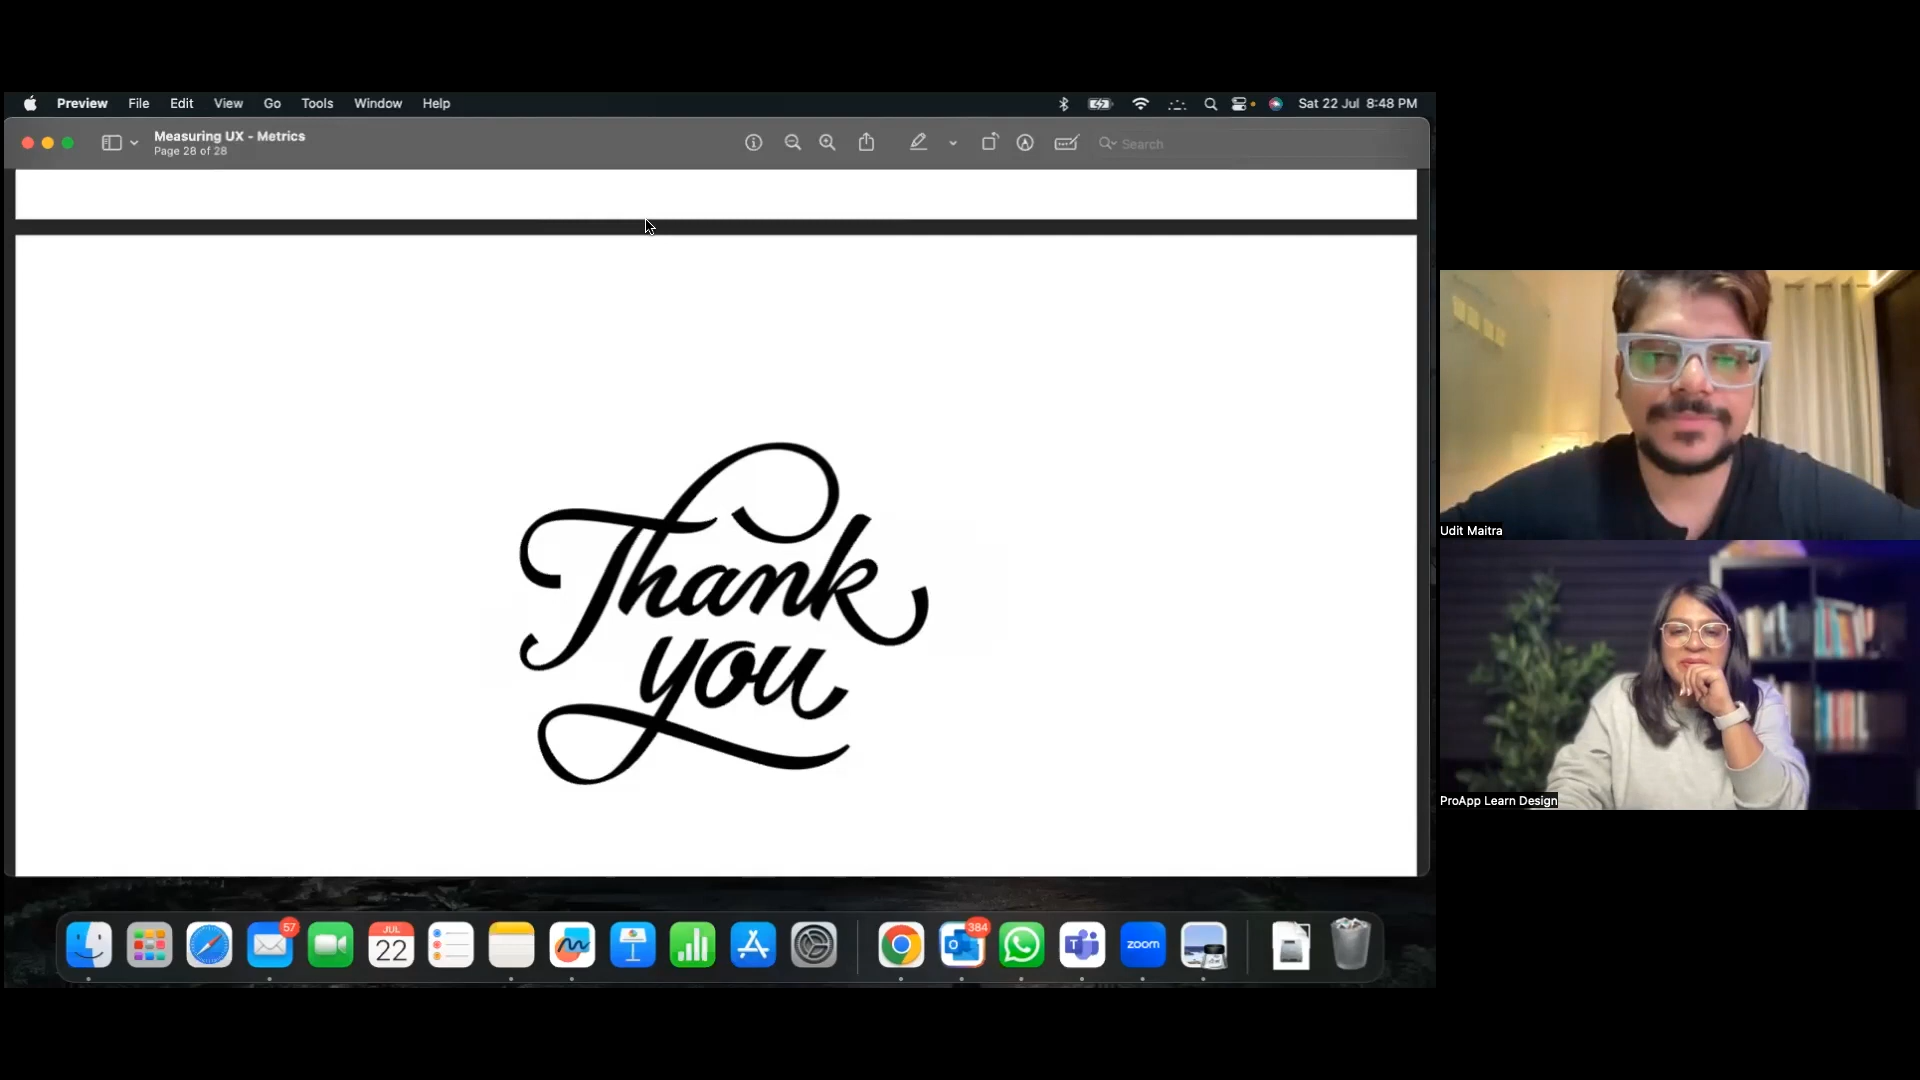 Preview File Edit View Go Tools Window Help Sat 22 Jul 8:48 PM
Measuring UX - Metrics
Page 28 of 28
Search
Thank
you
Udit Maitra
ProApp Learn Design
57
JUL
22
384
zoom